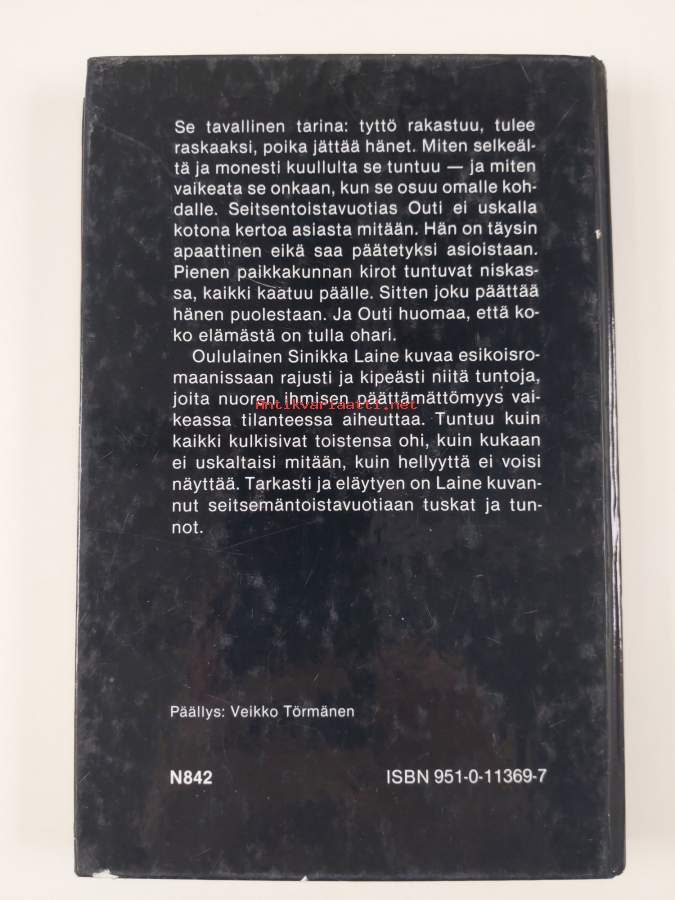 Se tavallinen tarina: tyttö rakastuu, tulee
raskaaksi, poika jättää hänet. Miten selkeäl-
tä ja monesti kuullulta se tuntuu — ja miten
vaikeata se onkaan, kun se osuu omalle koh-
dalle. Seitsentoistavuotias Outi ei uskalla
kotona kertoa asiasta mitään. Hän on täysin
apaattinen eikä saa päätetyksi asioistaan.
Pienen paikkakunnan kirot tuntuvat niskas-
sa, kaikki kaatuu päälle. Sitten joku päättää
hänen puolestaan. Ja Outi huomaa, että ko-
ko elämästä on tulla ohari.
Oululainen Sinikka Laine kuvaa esikoisro-
maanissaan rajusti ja kipeästi niitä tuntoja,
joita nuoren ihmisen päättämättömyys vai-
Antikvariaatti.net
keassa tilanteessa aiheuttaa. Tuntuu kuin
kaikki kulkisivat toistensa ohi, kuin kukaan
ei uskaltaisi mitään, kuin hellyyttä ei voisi
näyttää. Tarkasti ja eläytyen on Laine kuvan-
nut seitsemäntoistavuotiaan tuskat ja tun-
not.
Päällys: Veikko Törmänen
N842 ISBN 951-0-11369-7